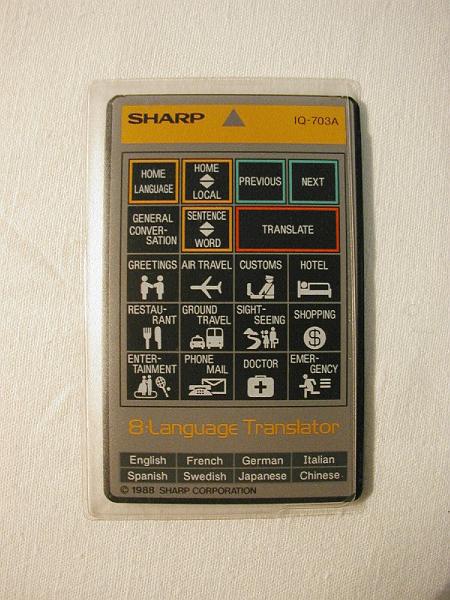 SHARP IQ-703A
HOME LANGUAGE
HOME LOCAL
PREVIOUS
NEXT
GENERAL CONVER-SATION
SENTENCE WORD
TRANSLATE
GREETINGS
AIR TRAVEL
CUSTOMS
HOTEL
RESTAU-RANT
GROUND TRAVEL
SIGHT-SEEING
SHOPPING
$
ENTER-TAINMENT
PHONE MAIL
DOCTOR
EMER-GENCY
8-Language Translator
English French German Italian
Spanish Swedish Japanese Chinese
© 1988 SHARP CORPORATION